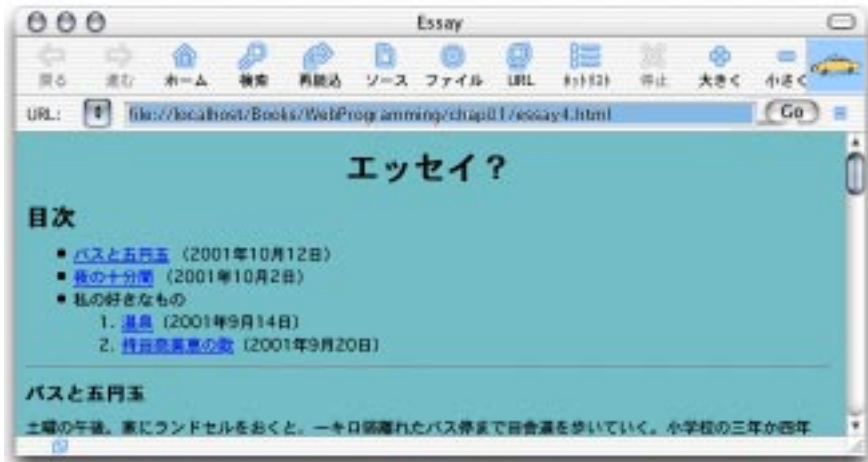 Essay
戻る 進む ホーム 検索 再読込 ソース ファイル URL ホットリスト 停止 大きく 小さく
URL: file://localhost/Books/WebProgramming/chap01/essay4.html Go
エッセイ？
目次
バスと五円玉 （2001年10月12日）
夜の十分間 （2001年10月2日）
私の好きなもの
1. 温泉 （2001年9月14日）
2. の歌 （2001年9月20日）
バスと五円玉
土曜の午後。家にランドセルをおくと、一キロ弱離れたバス停まで田舎道を歩いていく。小学校の三年か四年